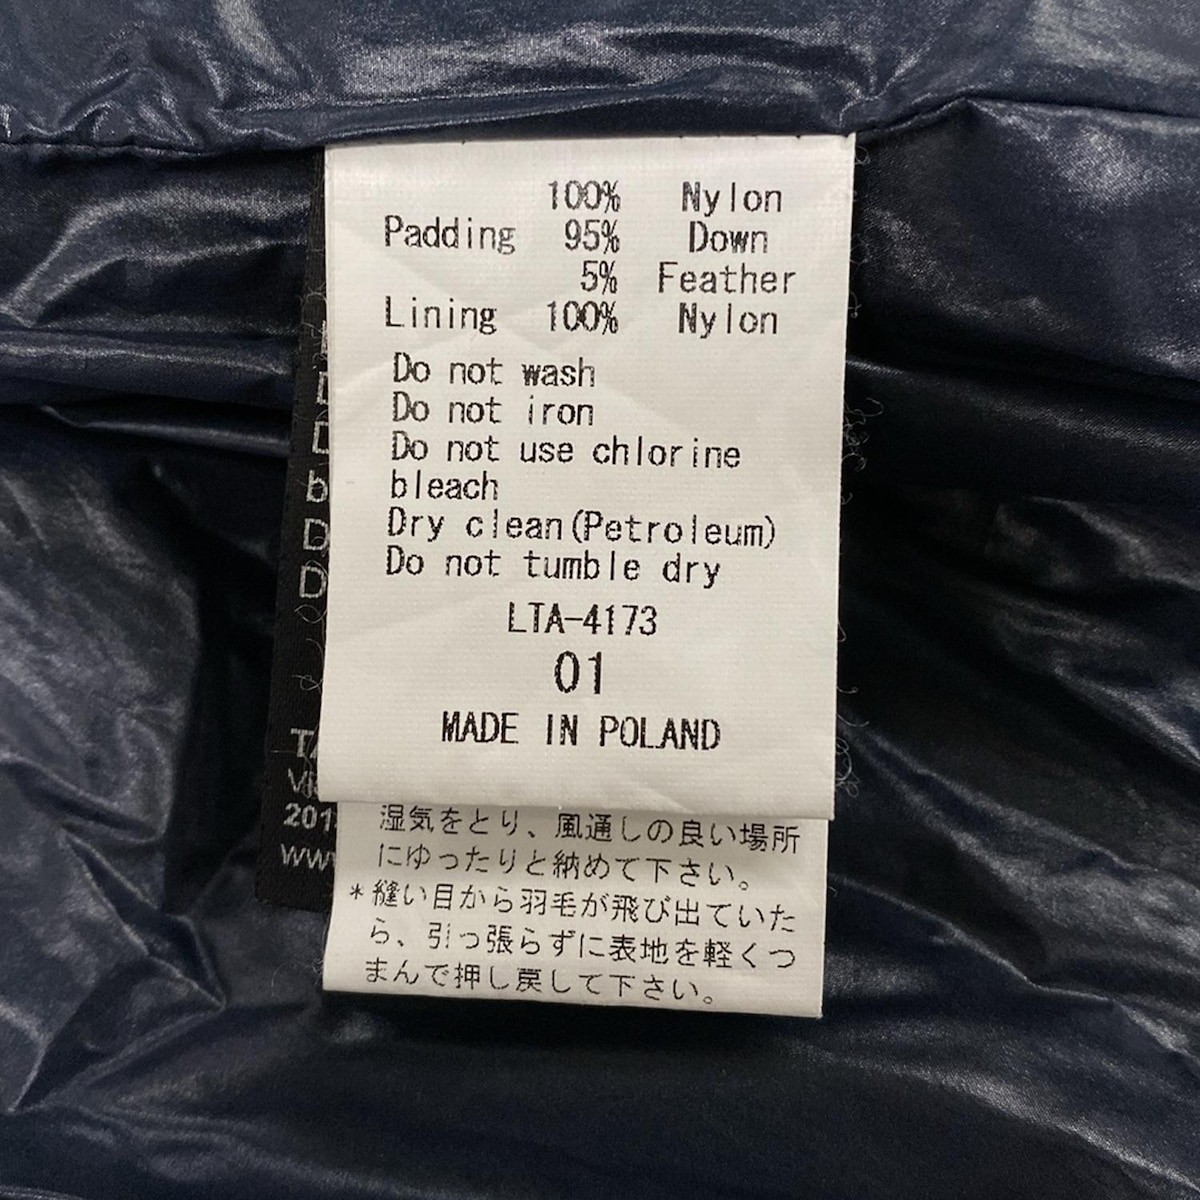 100% Nylon
Padding 95% Down
5% Feather
Lining 100% Nylon
Do not wash
Do not iron
Do not use chlorine
bleach
Dry clean(Petroleum)
Do not tumble dry
LTA-4173
01
MADE IN POLAND
湿気をとり、風通しの良い場所
にゆったりと納めて下さい。
*縫い目から羽毛が飛び出ていた
ら、引っ張らずに表地を軽くつ
まんで押し戻して下さい。